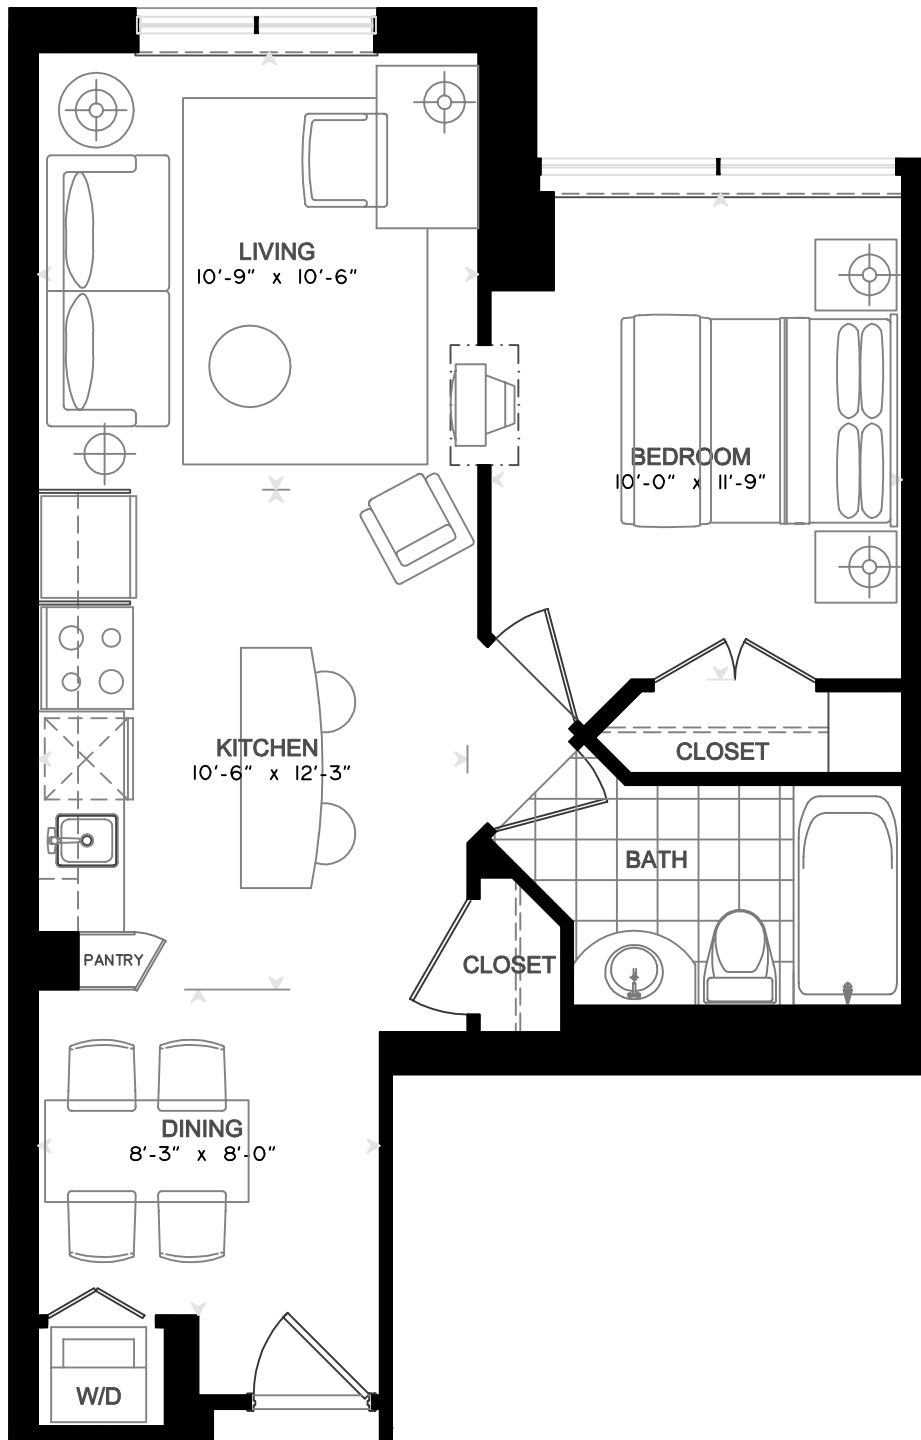 LIVING
10'-9" x 10'-6"
BEDROOM
10'-0" x 11'-9"
KITCHEN
10'-6" x 12'-3"
CLOSET
BATH
PANTRY
CLOSET
DINING
8'-3" x 8'-0"
W/D